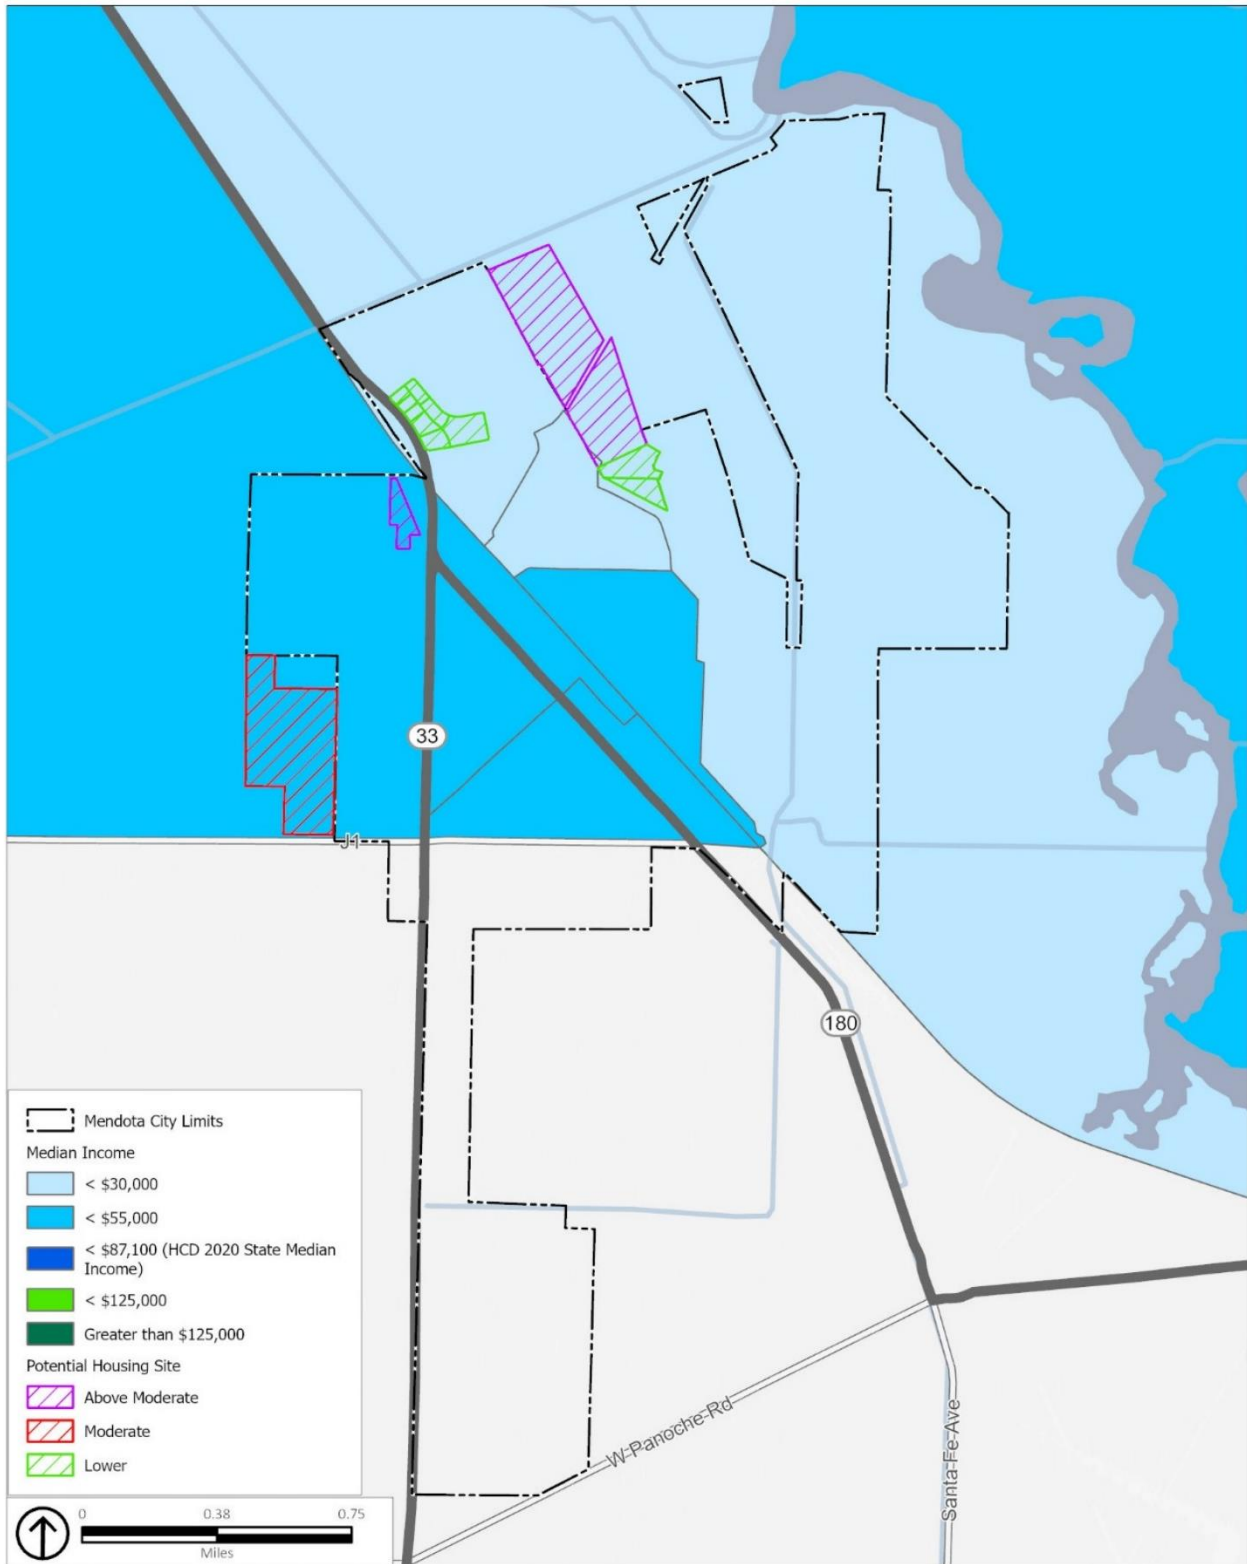 33
J1
180
Mendota City Limits
Median Income
< $30,000
< $55,000
< $87,100 (HCD 2020 State Median
Income)
< $125,000
Greater than $125,000
Potential Housing Site
Above Moderate
Moderate
Lower
W Panoche Rd
Santa Fe Ave
0 0.38 0.75
Miles